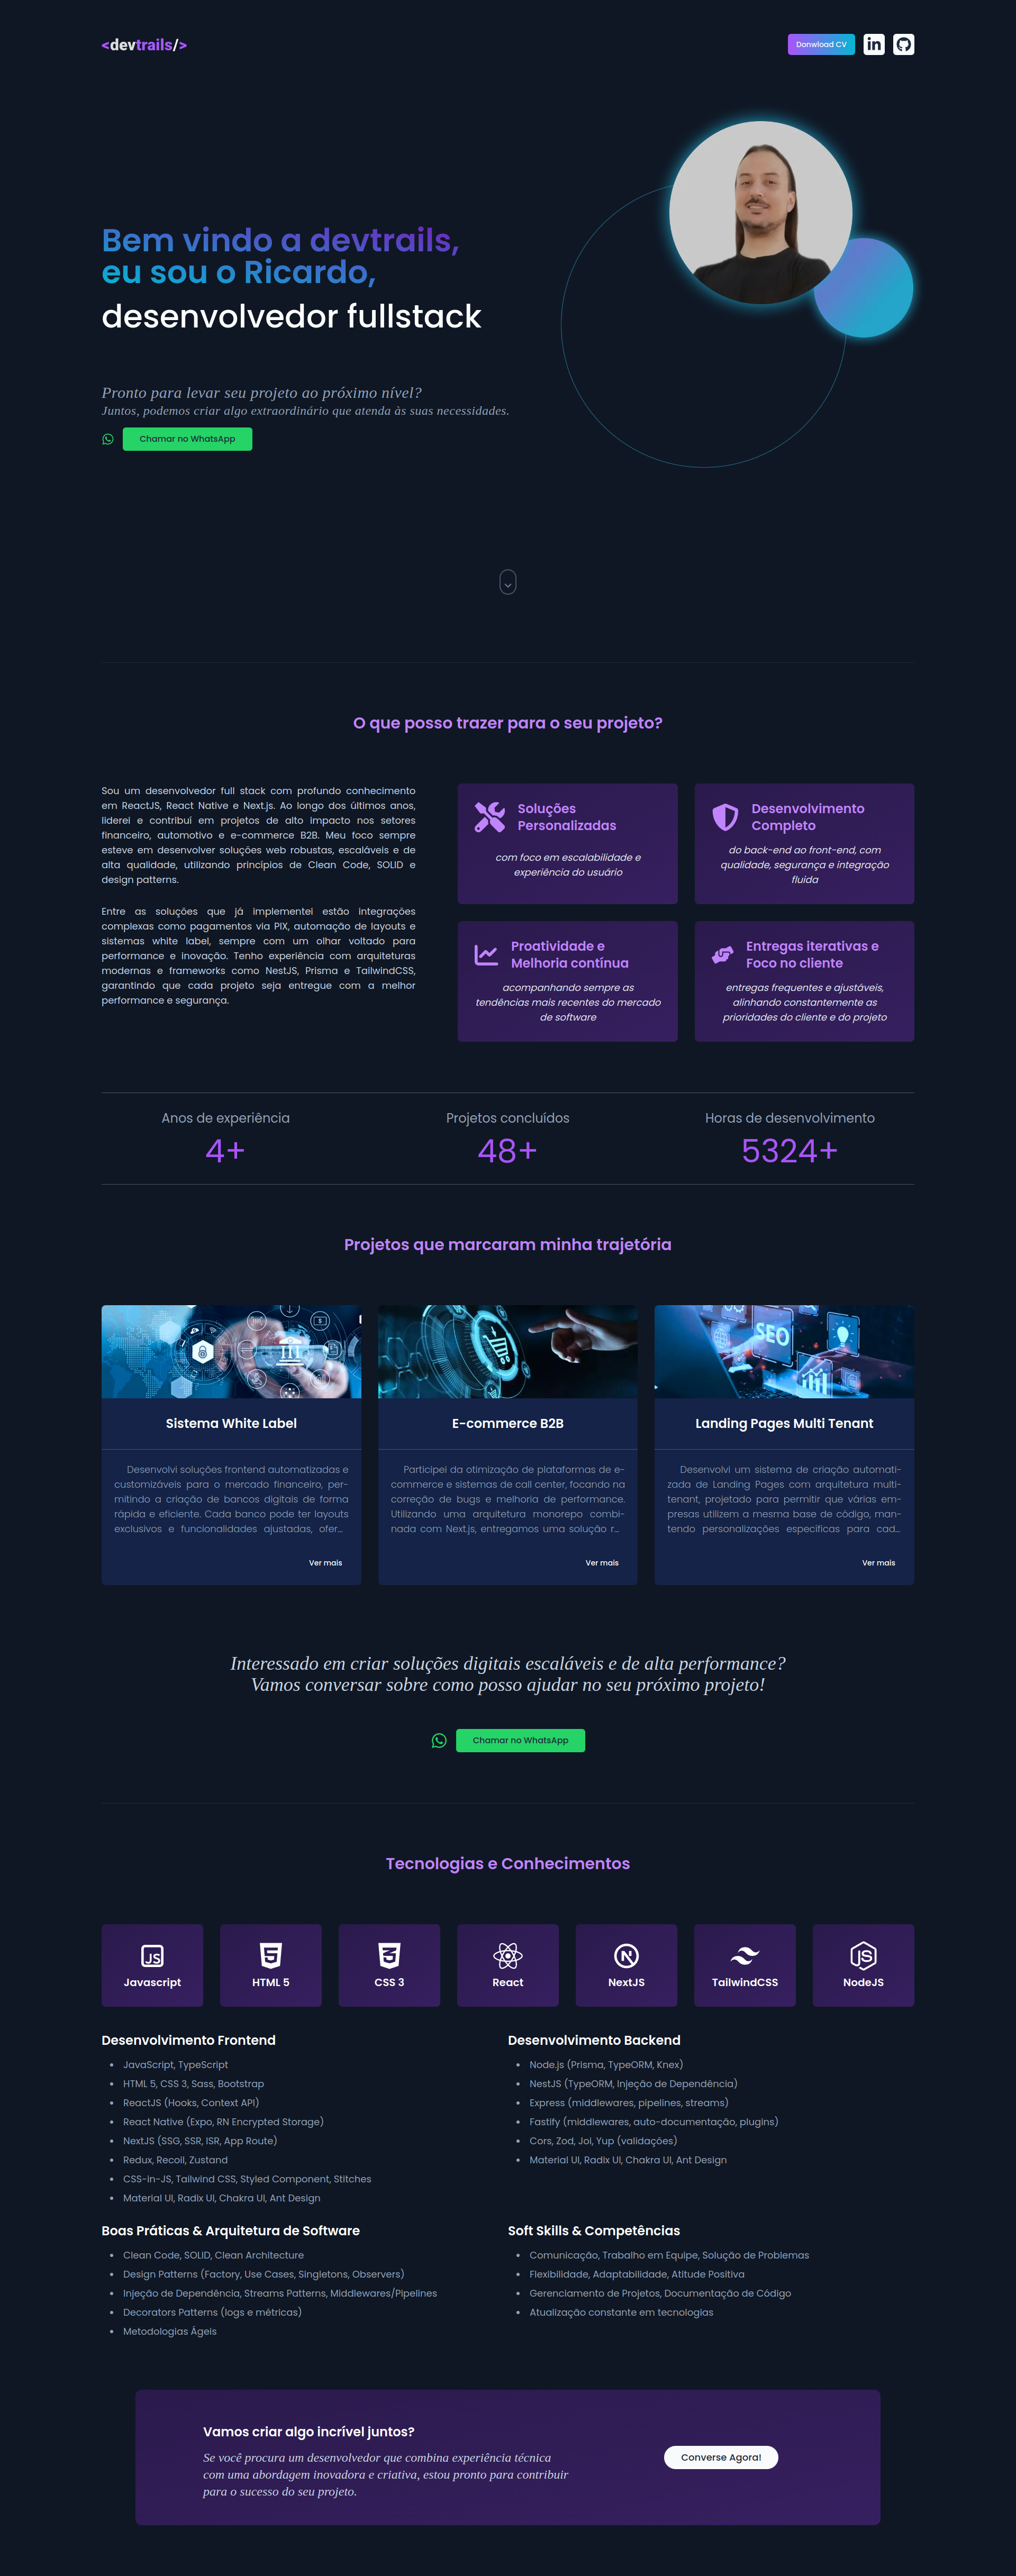 <devtrails/>
Donwload CV
Bem vindo a devtrails,
eu sou o Ricardo,
desenvolvedor fullstack
Pronto para levar seu projeto ao próximo nível?
Juntos, podemos criar algo extraordinário que atenda às suas necessidades.
Chamar no WhatsApp
O que posso trazer para o seu projeto?
Sou um desenvolvedor full stack com profundo conhecimento
em ReactJS, React Native e Next.js. Ao longo dos últimos anos,
liderei e contribuí em projetos de alto impacto nos setores
financeiro, automotivo e e-commerce B2B. Meu foco sempre
esteve em desenvolver soluções web robustas, escaláveis e de
alta qualidade, utilizando princípios de Clean Code, SOLID e
design patterns.
Entre as soluções que já implementei estão integrações
complexas como pagamentos via PIX, automação de layouts e
sistemas white label, sempre com um olhar voltado para
performance e inovação. Tenho experiência com arquiteturas
modernas e frameworks como NestJS, Prisma e TailwindCSS,
garantindo que cada projeto seja entregue com a melhor
performance e segurança.
Soluções
Personalizadas
com foco em escalabilidade e
experiência do usuário
Desenvolvimento
Completo
do back-end ao front-end, com
qualidade, segurança e integração
fluida
Proatividade e
Melhoria contínua
acompanhando sempre as
tendências mais recentes do mercado
de software
Entregas iterativas e
Foco no cliente
entregas frequentes e ajustáveis,
alinhando constantemente as
prioridades do cliente e do projeto
Anos de experiência
4+
Projetos concluídos
48+
Horas de desenvolvimento
5324+
Projetos que marcaram minha trajetória
Sistema White Label
Desenvolvi soluções frontend automatizadas e
customizáveis para o mercado financeiro, per-
mitindo a criação de bancos digitais de forma
rápida e eficiente. Cada banco pode ter layouts
exclusivos e funcionalidades ajustadas, ofer...
Ver mais
E-commerce B2B
Participei da otimização de plataformas de e-
commerce e sistemas de call center, focando na
correção de bugs e melhoria de performance.
Utilizando uma arquitetura monorepo combi-
nada com Next.js, entregamos uma solução r...
Ver mais
SEO
Landing Pages Multi Tenant
Desenvolvi um sistema de criação automati-
zada de Landing Pages com arquitetura multi-
tenant, projetado para permitir que várias em-
presas utilizem a mesma base de código, man-
tendo personalizações específicas para cad...
Ver mais
Interessado em criar soluções digitais escaláveis e de alta performance?
Vamos conversar sobre como posso ajudar no seu próximo projeto!
Chamar no WhatsApp
Tecnologias e Conhecimentos
Javascript
HTML 5
CSS 3
React
NextJS
TailwindCSS
NodeJS
Desenvolvimento Frontend
• JavaScript, TypeScript
• HTML 5, CSS 3, Sass, Bootstrap
• ReactJS (Hooks, Context API)
• React Native (Expo, RN Encrypted Storage)
• NextJS (SSG, SSR, ISR, App Route)
• Redux, Recoil, Zustand
• CSS-in-JS, Tailwind CSS, Styled Component, Stitches
• Material UI, Radix UI, Chakra UI, Ant Design
Desenvolvimento Backend
• Node.js (Prisma, TypeORM, Knex)
• NestJS (TypeORM, Injeção de Dependência)
• Express (middlewares, pipelines, streams)
• Fastify (middlewares, auto-documentação, plugins)
• Cors, Zod, Joi, Yup (validações)
• Material UI, Radix UI, Chakra UI, Ant Design
Boas Práticas & Arquitetura de Software
• Clean Code, SOLID, Clean Architecture
• Design Patterns (Factory, Use Cases, Singletons, Observers)
• Injeção de Dependência, Streams Patterns, Middlewares/Pipelines
• Decorators Patterns (logs e métricas)
• Metodologias Ágeis
Soft Skills & Competências
• Comunicação, Trabalho em Equipe, Solução de Problemas
• Flexibilidade, Adaptabilidade, Atitude Positiva
• Gerenciamento de Projetos, Documentação de Código
• Atualização constante em tecnologias
Vamos criar algo incrível juntos?
Se você procura um desenvolvedor que combina experiência técnica
com uma abordagem inovadora e criativa, estou pronto para contribuir
para o sucesso do seu projeto.
Converse Agora!